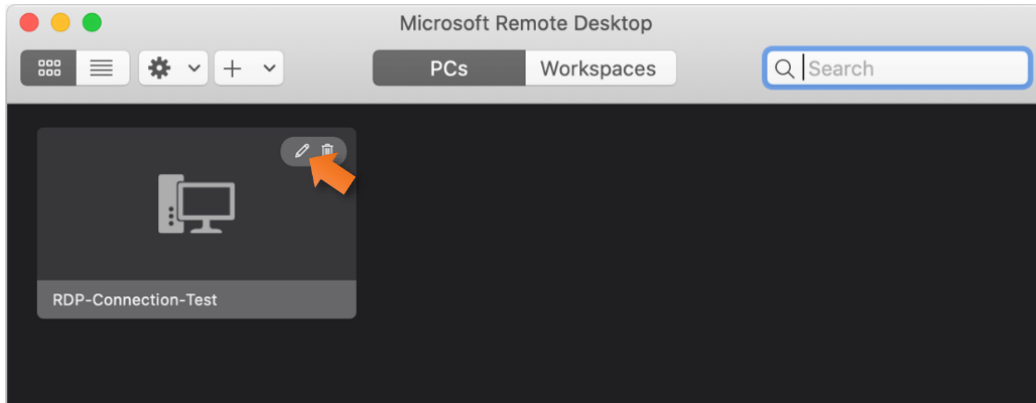 Microsoft Remote Desktop
PCs
Workspaces
Search
RDP-Connection-Test